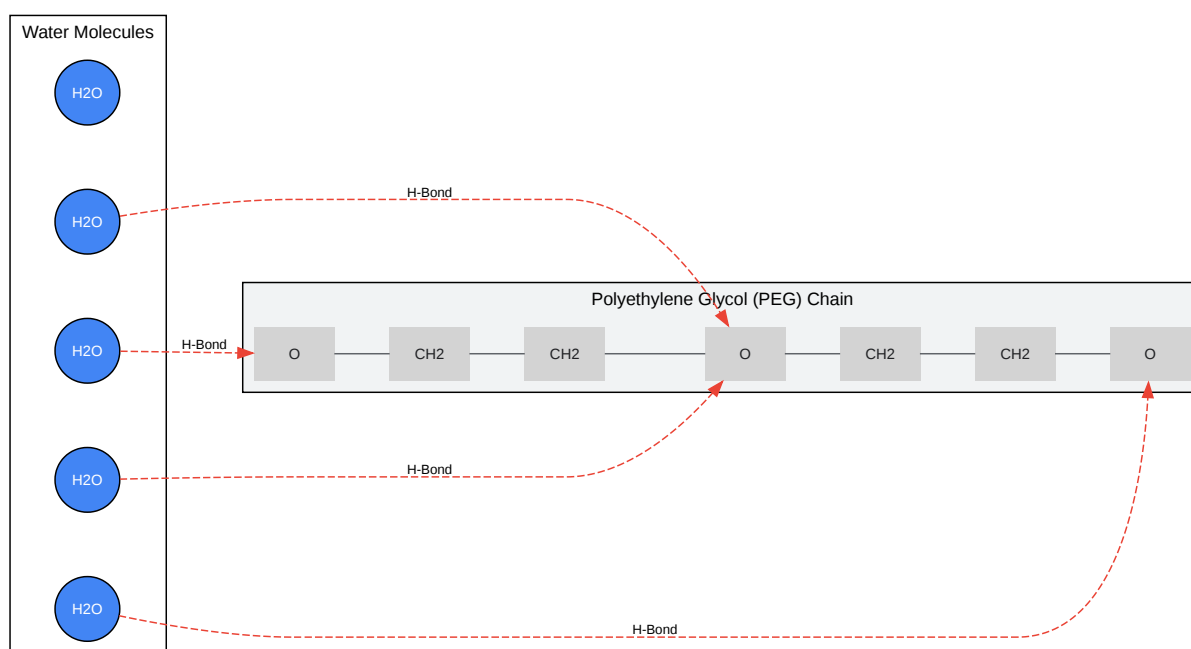 Water Molecules
H2O
H2O
H-Bond
Polyethylene Glycol (PEG) Chain
H2O
H-Bond
O
CH2
CH2
O
CH2
CH2
O
H2O
H-Bond
H2O
H-Bond